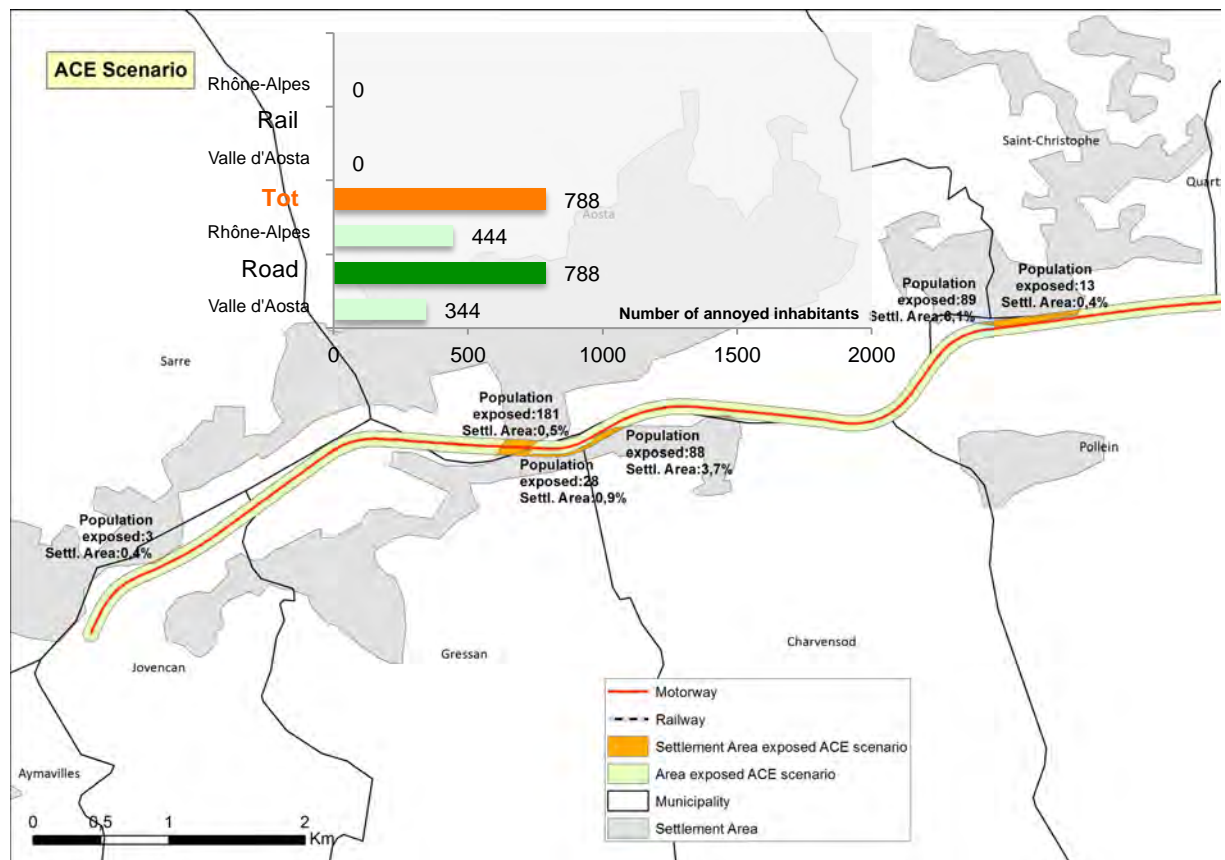 ACE Scenario
Rhône-Alpes
0
Rail
Valle d'Aosta
0
Tot
788
Rhône-Alpes
444
Road
788
Valle d'Aosta
344
Number of annoyed inhabitants
0
500
1000
1500
2000
Aosta
Saint-Christophe
Quart
Population
exposed:89
Settl. Area:6,1%
Population
exposed:13
Settl. Area:0,4%
Sarre
Population
exposed:181
Settl. Area:0,5%
Population
exposed:28
Settl. Area:0,9%
Population
exposed:88
Settl. Area:3,7%
Pollein
Population
exposed:3
Settl. Area:0,4%
Jovencan
Gressan
Charvensod
Aymavilles
Motorway
Railway
Settlement Area exposed ACE scenario
Area exposed ACE scenario
Municipality
Settlement Area
0 0,5 1 2
Km